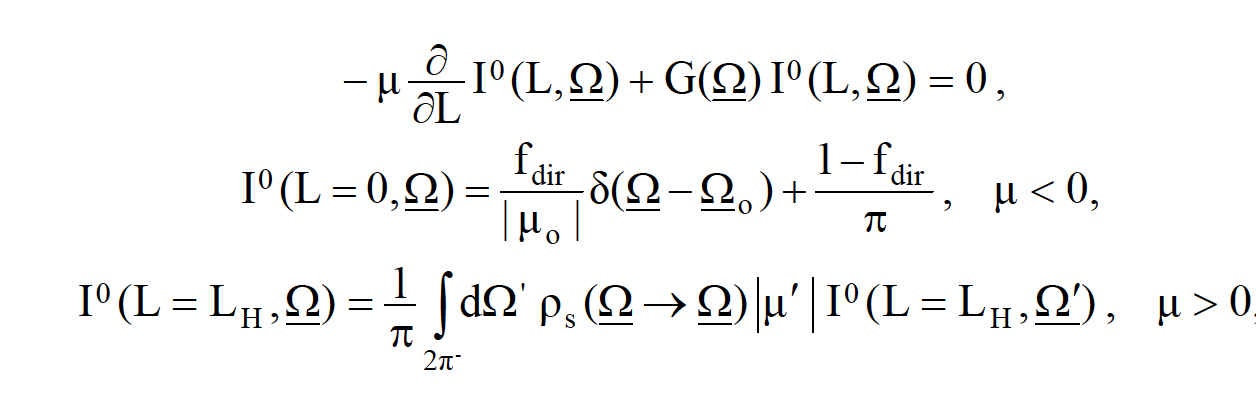 − μ ∂/∂L I⁰(L,Ω̲) + G(Ω̲) I⁰(L,Ω̲) = 0 ,
I⁰(L = 0,Ω̲) = f_dir/|μ_o| δ(Ω̲ − Ω̲_o) + (1 − f_dir)/π , μ < 0,
I⁰(L = L_H,Ω̲) = 1/π ∫_{2π⁻} dΩ' ρ_s(Ω̲ → Ω̲)|μ′| I⁰(L = L_H,Ω̲′) , μ > 0,